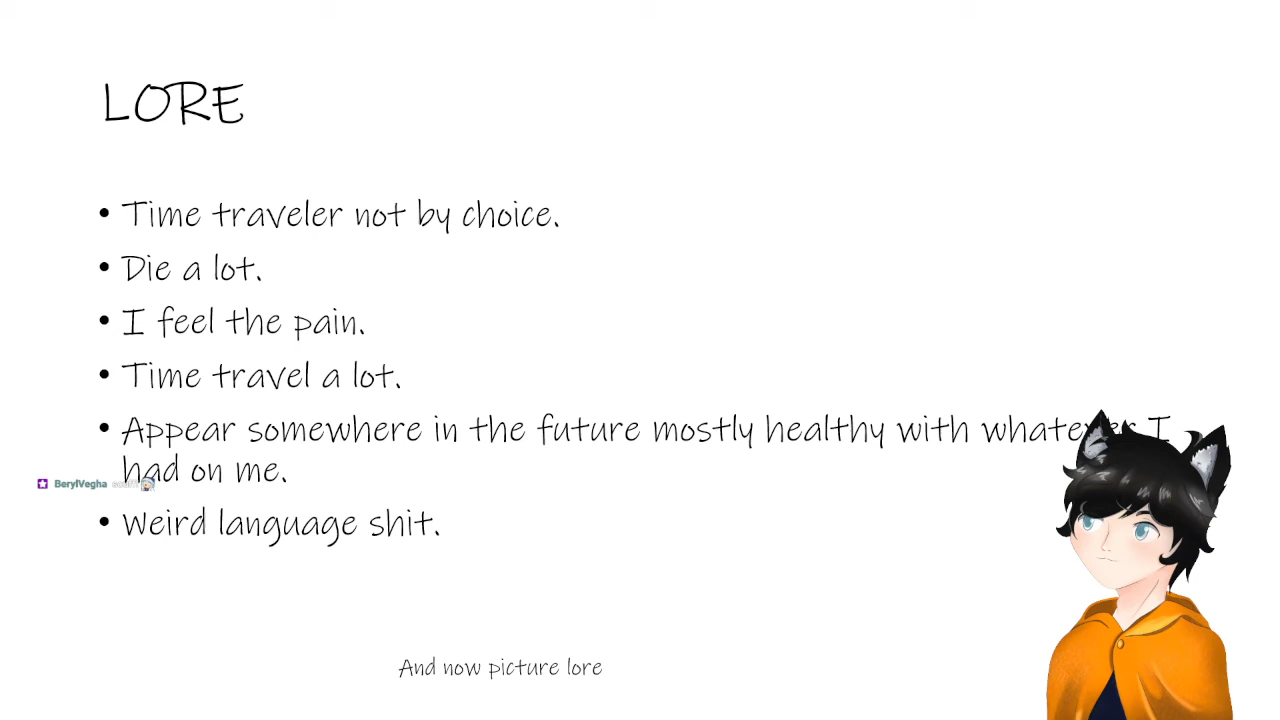 LORE
• Time traveler not by choice.
• Die a lot.
• I feel the pain.
• Time travel a lot.
• Appear somewhere in the future mostly healthy with whatever I
had on me.
BerylVegha
• Weird language shit.
And now picture lore